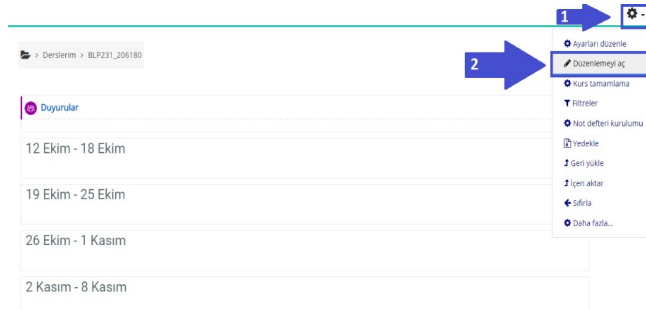 1
> Derslerim > BLP231_206180
2
Ayarları düzenle
Düzenlemeyi aç
Kurs tamamlama
Filtreler
Not defteri kurulumu
Yedekle
Geri yükle
İçeri aktar
Sıfırla
Daha fazla...
Duyurular
12 Ekim - 18 Ekim
19 Ekim - 25 Ekim
26 Ekim - 1 Kasım
2 Kasım - 8 Kasım